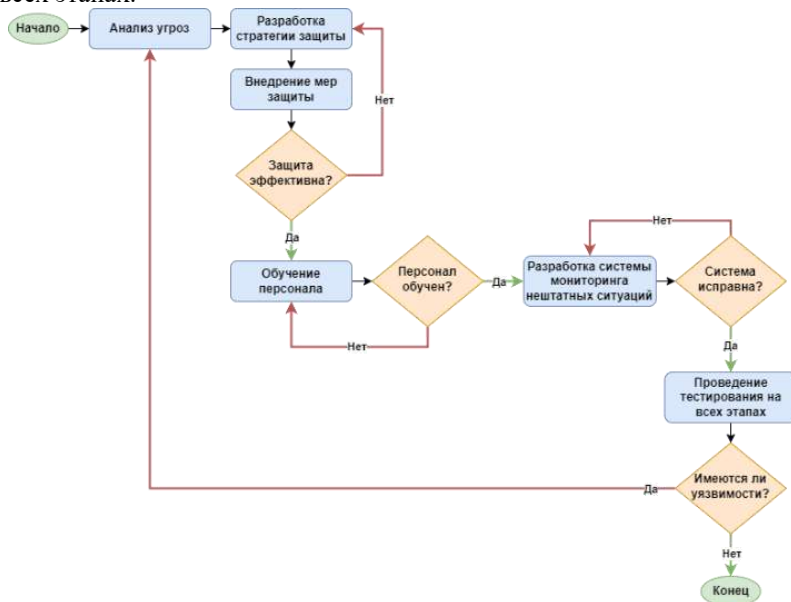 всех этапах.
Начало
Анализ угроз
Разработка
стратегии защиты
Внедрение мер
защиты
Нет
Защита
эффективна?
Да
Обучение
персонала
Персонал
обучен?
Нет
Да
Разработка системы
мониторинга
нештатных ситуаций
Нет
Система
исправна?
Да
Проведение
тестирования на
всех этапах
Имеются ли
уязвимости?
Да
Нет
Конец